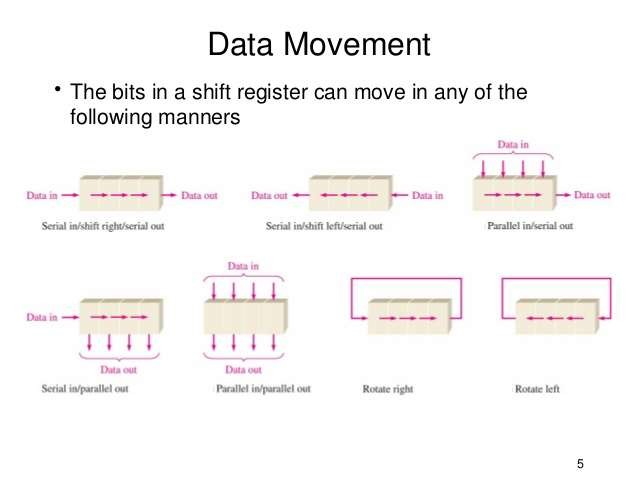 Data Movement
• The bits in a shift register can move in any of the
following manners
Data in
Data in
Data out
Data out
Data in
Data out
Serial in/shift right/serial out
Serial in/shift left/serial out
Parallel in/serial out
Data in
Data in
Data out
Data out
Serial in/parallel out
Parallel in/parallel out
Rotate right
Rotate left
5